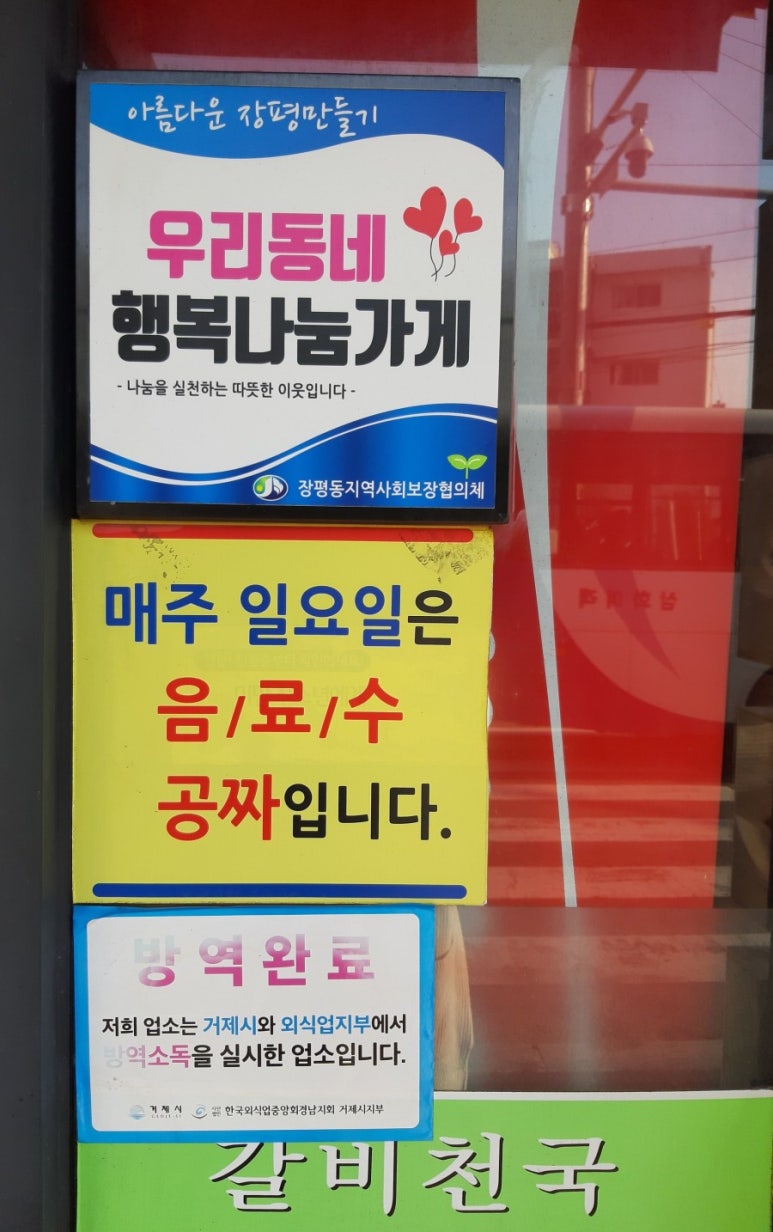 아름다운 장평만들기
우리동네
행복나눔가게
- 나눔을 실천하는 따뜻한 이웃입니다 -
장평동지역사회보장협의체
매주 일요일은
음/료/수
공짜입니다.
방역완료
저희 업소는 거제시와 외식업지부에서
방역소독을 실시한 업소입니다.
거제시 GEOJE-SI 사단법인 한국외식업중앙회경남지회 거제시지부
갈비천국